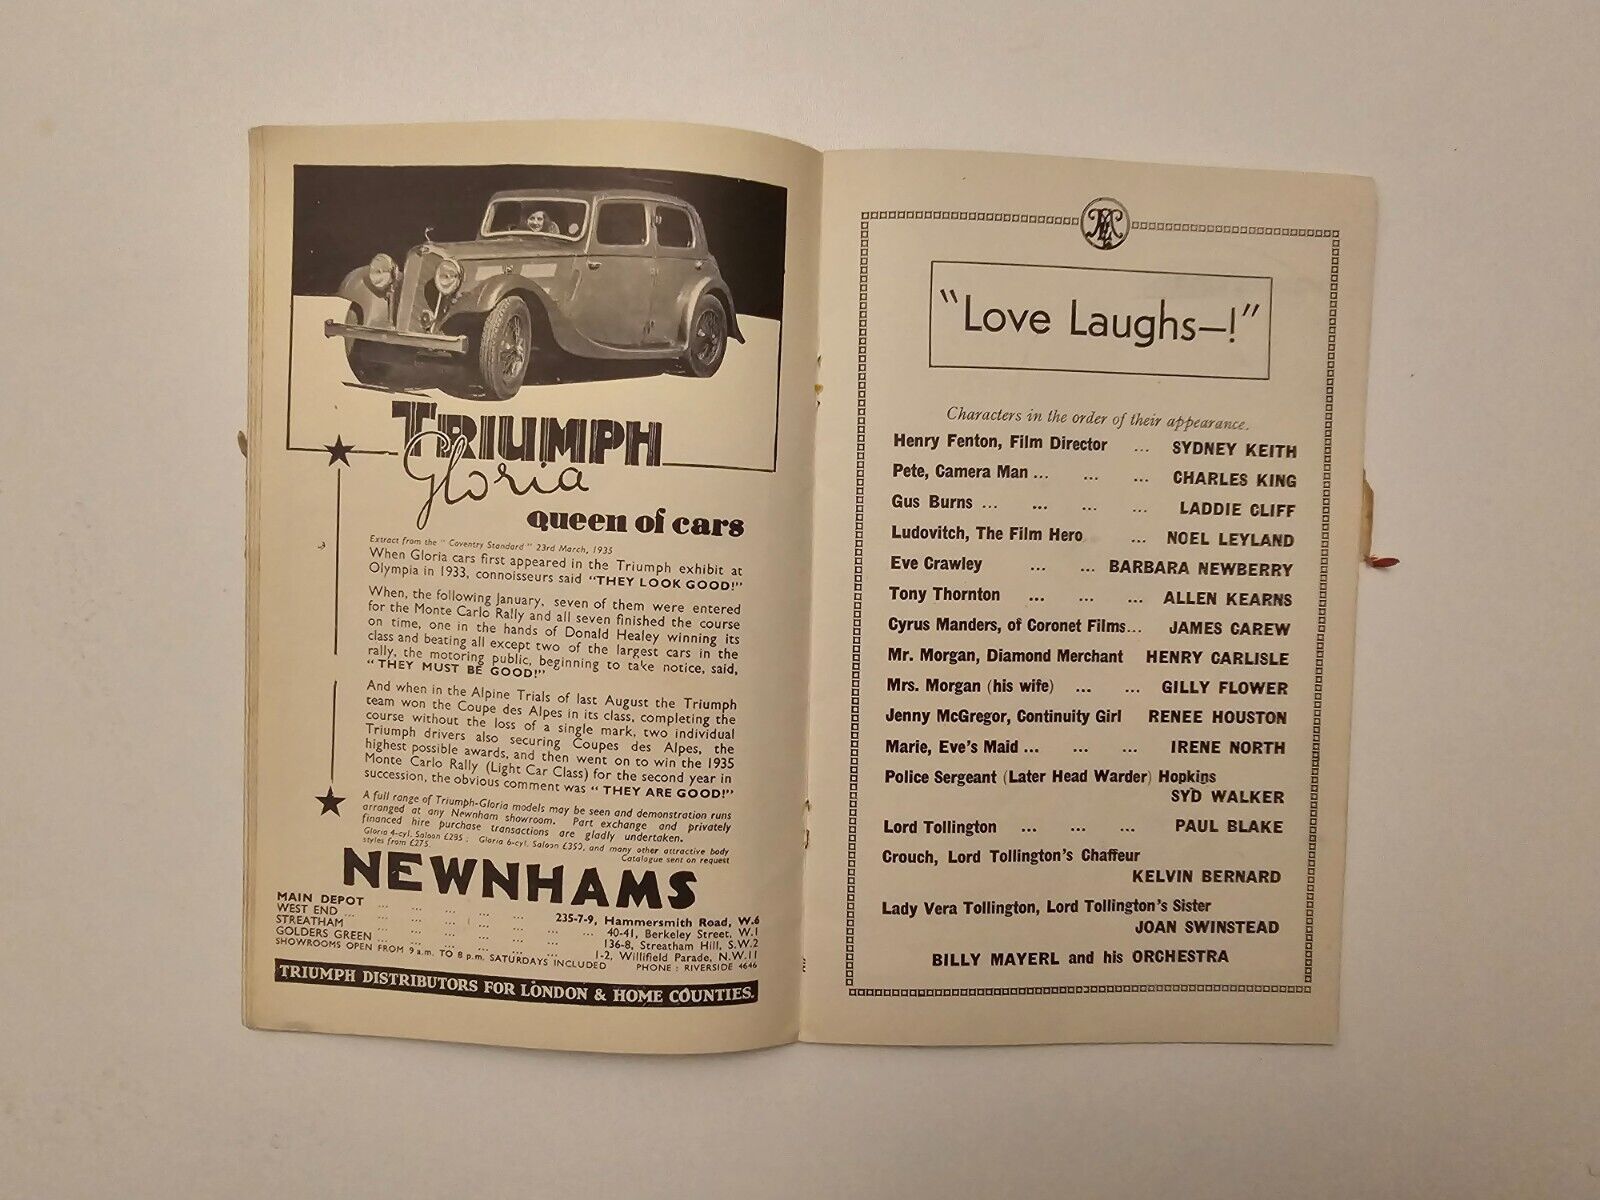 TRIUMPH
Gloria
queen of cars
Extract from the "Coventry Standard" 23rd March, 1935
When Gloria cars first appeared in the Triumph exhibit at
Olympia in 1933, connoisseurs said "THEY LOOK GOOD!"
When, the following January, seven of them were entered
for the Monte Carlo Rally and all seven finished the course
on time, one in the hands of Donald Healey winning its
class and beating all except two of the largest cars in the
rally, the motoring public, beginning to take notice, said,
"THEY MUST BE GOOD!"
And when in the Alpine Trials of last August the Triumph
team won the Coupe des Alpes in its class, completing the
course without the loss of a single mark, two individual
Triumph drivers also securing Coupes des Alpes, the
highest possible awards, and then went on to win the 1935
Monte Carlo Rally (Light Car Class) for the second year in
succession, the obvious comment was "THEY ARE GOOD!"
A full range of Triumph-Gloria models may be seen and demonstration runs
arranged at any Newnham showroom. Part exchange and privately
financed hire purchase transactions are gladly undertaken.
Gloria 4-cyl. Saloon £295; Gloria 6-cyl. Saloon £350, and many other attractive body
styles from £275. Catalogue sent on request
NEWNHAMS
MAIN DEPOT ... ... ... ... ... 235-7-9, Hammersmith Road, W.6
WEST END ... ... ... ... ... ... 40-41, Berkeley Street, W.1
STREATHAM ... ... ... ... ... 136-8, Streatham Hill, S.W.2
GOLDERS GREEN ... ... ... ... ... 1-2, Willifield Parade, N.W.11
SHOWROOMS OPEN FROM 9 a.m. TO 8 p.m. SATURDAYS INCLUDED PHONE : RIVERSIDE 4646
TRIUMPH DISTRIBUTORS FOR LONDON & HOME COUNTIES.
"Love Laughs—!"
Characters in the order of their appearance.
Henry Fenton, Film Director ... SYDNEY KEITH
Pete, Camera Man ... ... ... CHARLES KING
Gus Burns ... ... ... ... LADDIE CLIFF
Ludovitch, The Film Hero ... NOEL LEYLAND
Eve Crawley ... ... BARBARA NEWBERRY
Tony Thornton ... ... ... ALLEN KEARNS
Cyrus Manders, of Coronet Films... JAMES CAREW
Mr. Morgan, Diamond Merchant HENRY CARLISLE
Mrs. Morgan (his wife) ... ... GILLY FLOWER
Jenny McGregor, Continuity Girl RENEE HOUSTON
Marie, Eve's Maid ... ... ... IRENE NORTH
Police Sergeant (Later Head Warder) Hopkins
SYD WALKER
Lord Tollington ... ... ... PAUL BLAKE
Crouch, Lord Tollington's Chaffeur
KELVIN BERNARD
Lady Vera Tollington, Lord Tollington's Sister
JOAN SWINSTEAD
BILLY MAYERL and his ORCHESTRA